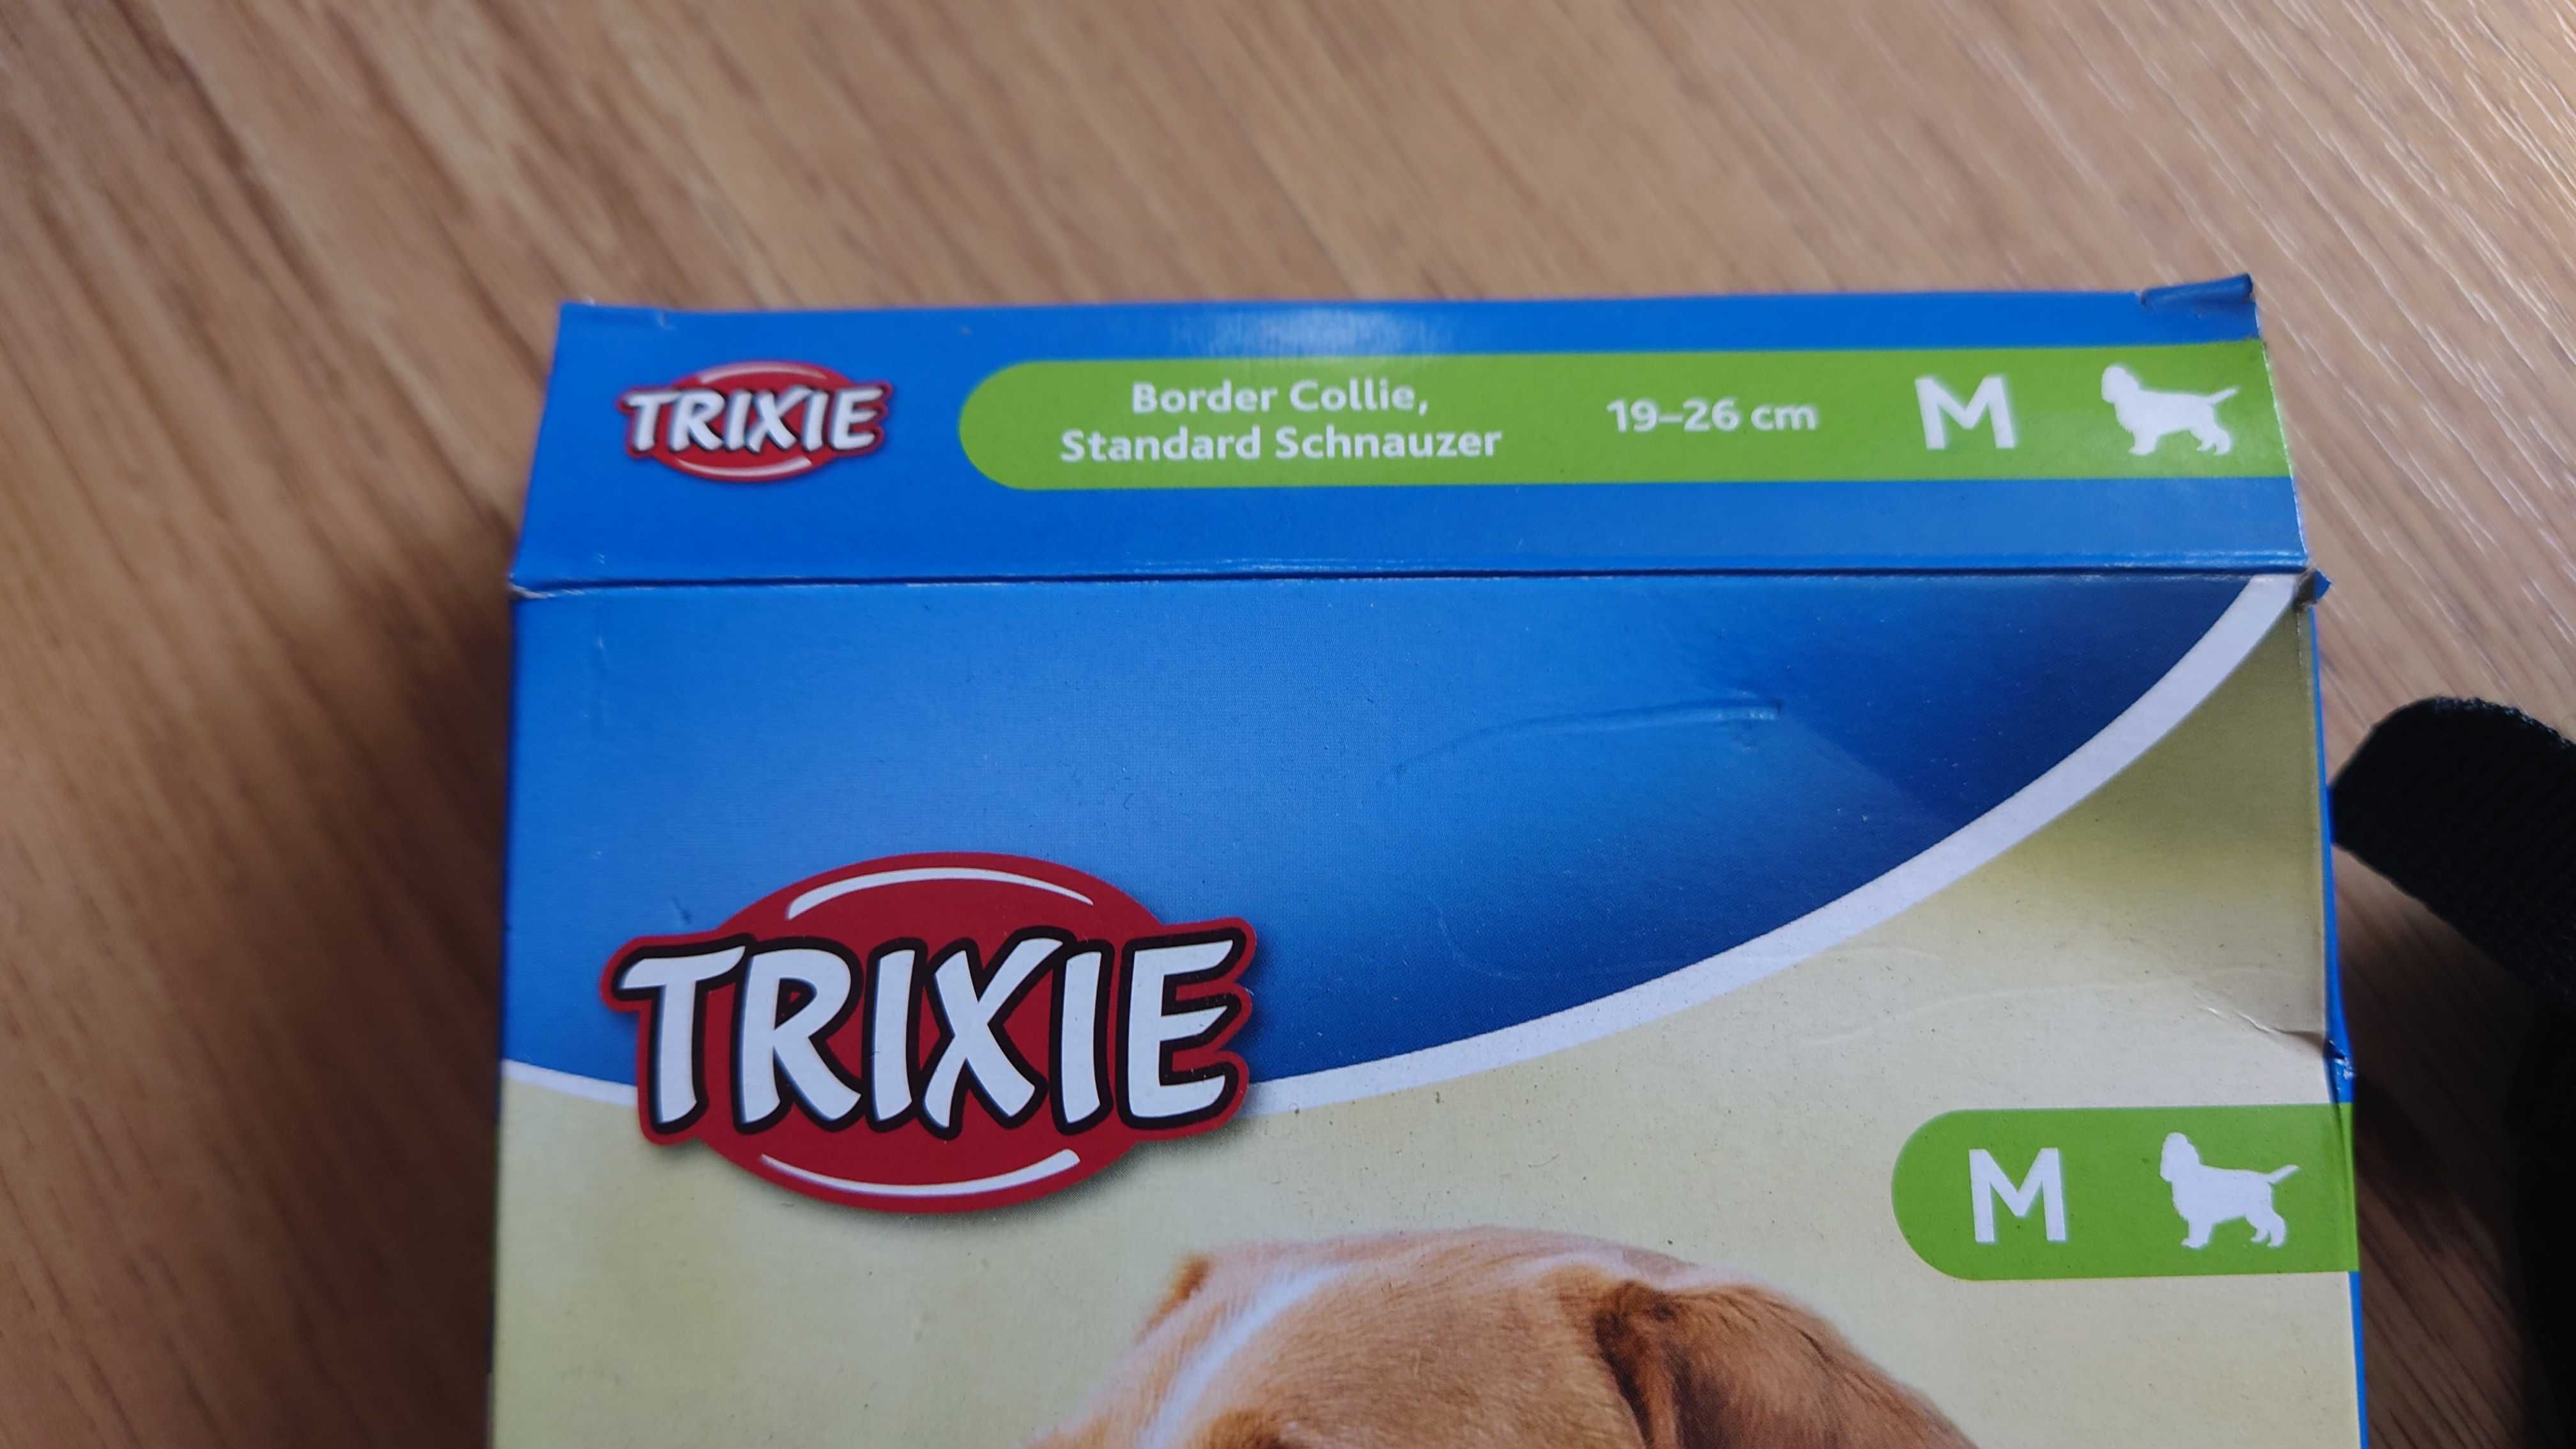 TRIXIE
Border Collie,
Standard Schnauzer
19–26 cm
M
TRIXIE
M